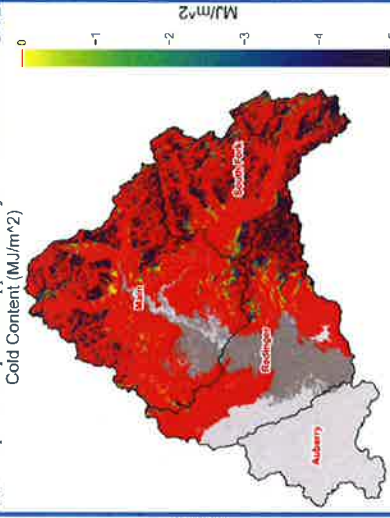 Cold Content (MJ/m^2)
0
-1
-2
-3
-4
MJ/m^2
Main
South Fork
Redinger
Auberry